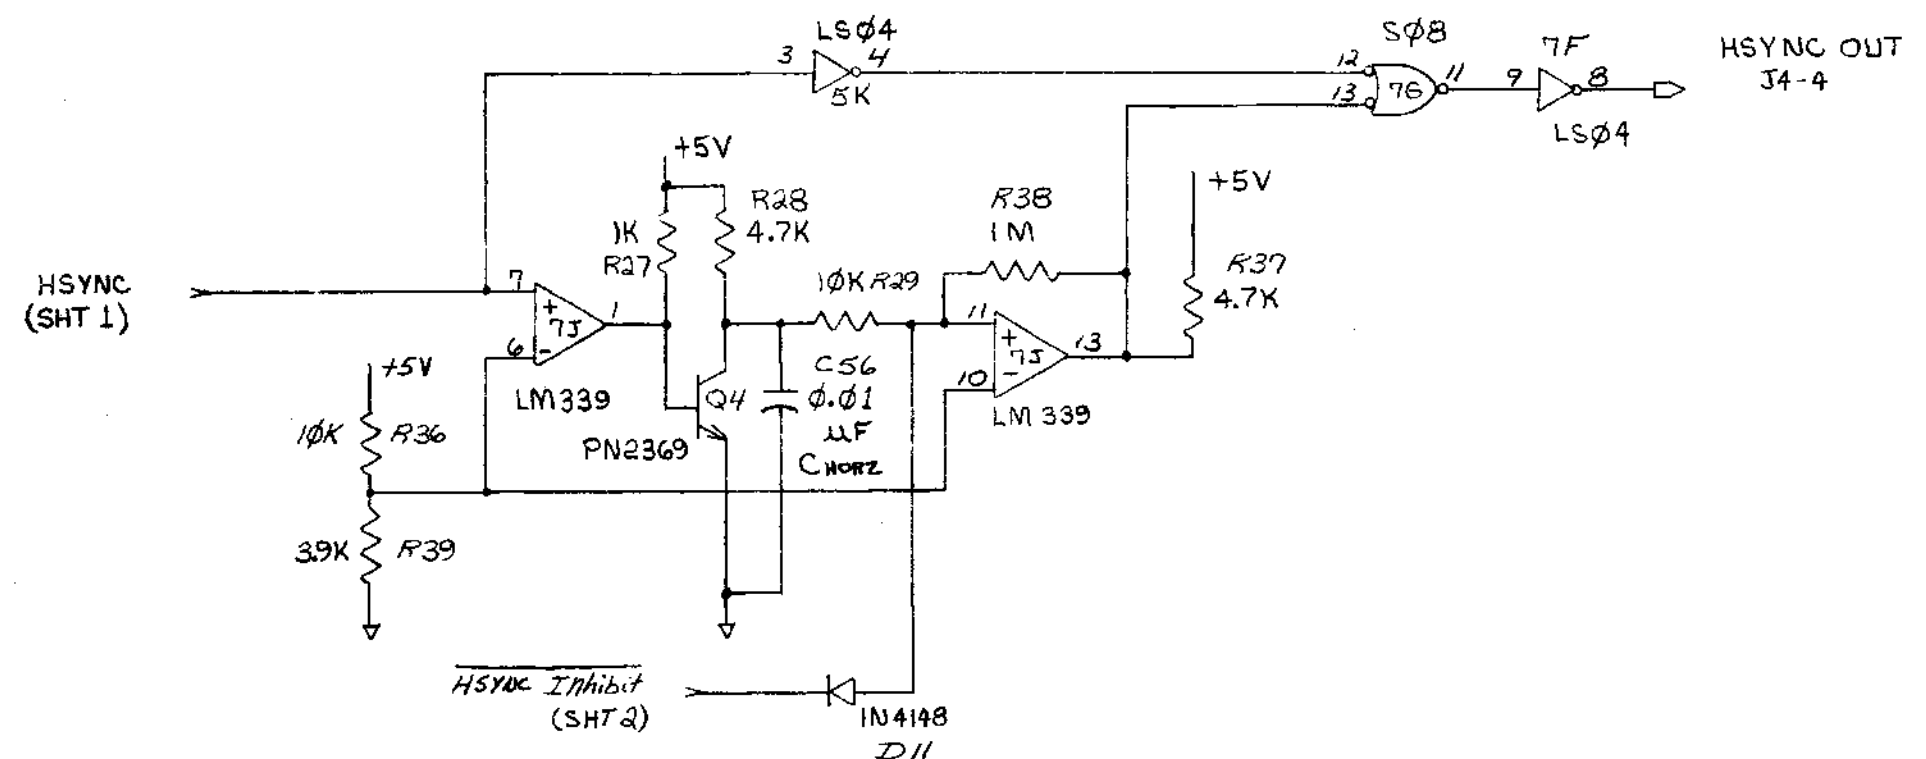 LSØ4
3
4
5K
SØ8
12
13
7G
11
7F
9
8
LSØ4
HSYNC OUT
J4-4
+5V
1K
R27
R28
4.7K
HSYNC
(SHT 1)
7
+
7J
1
6
-
LM339
+5V
1ØK
R36
3.9K
R39
Q4
PN2369
C56
Ø.Ø1
µF
CHORZ
1ØK R29
R38
1M
11
+
7J
13
10
-
LM 339
+5V
R37
4.7K
HSYNC Inhibit
(SHT 2)
1N4148
D11